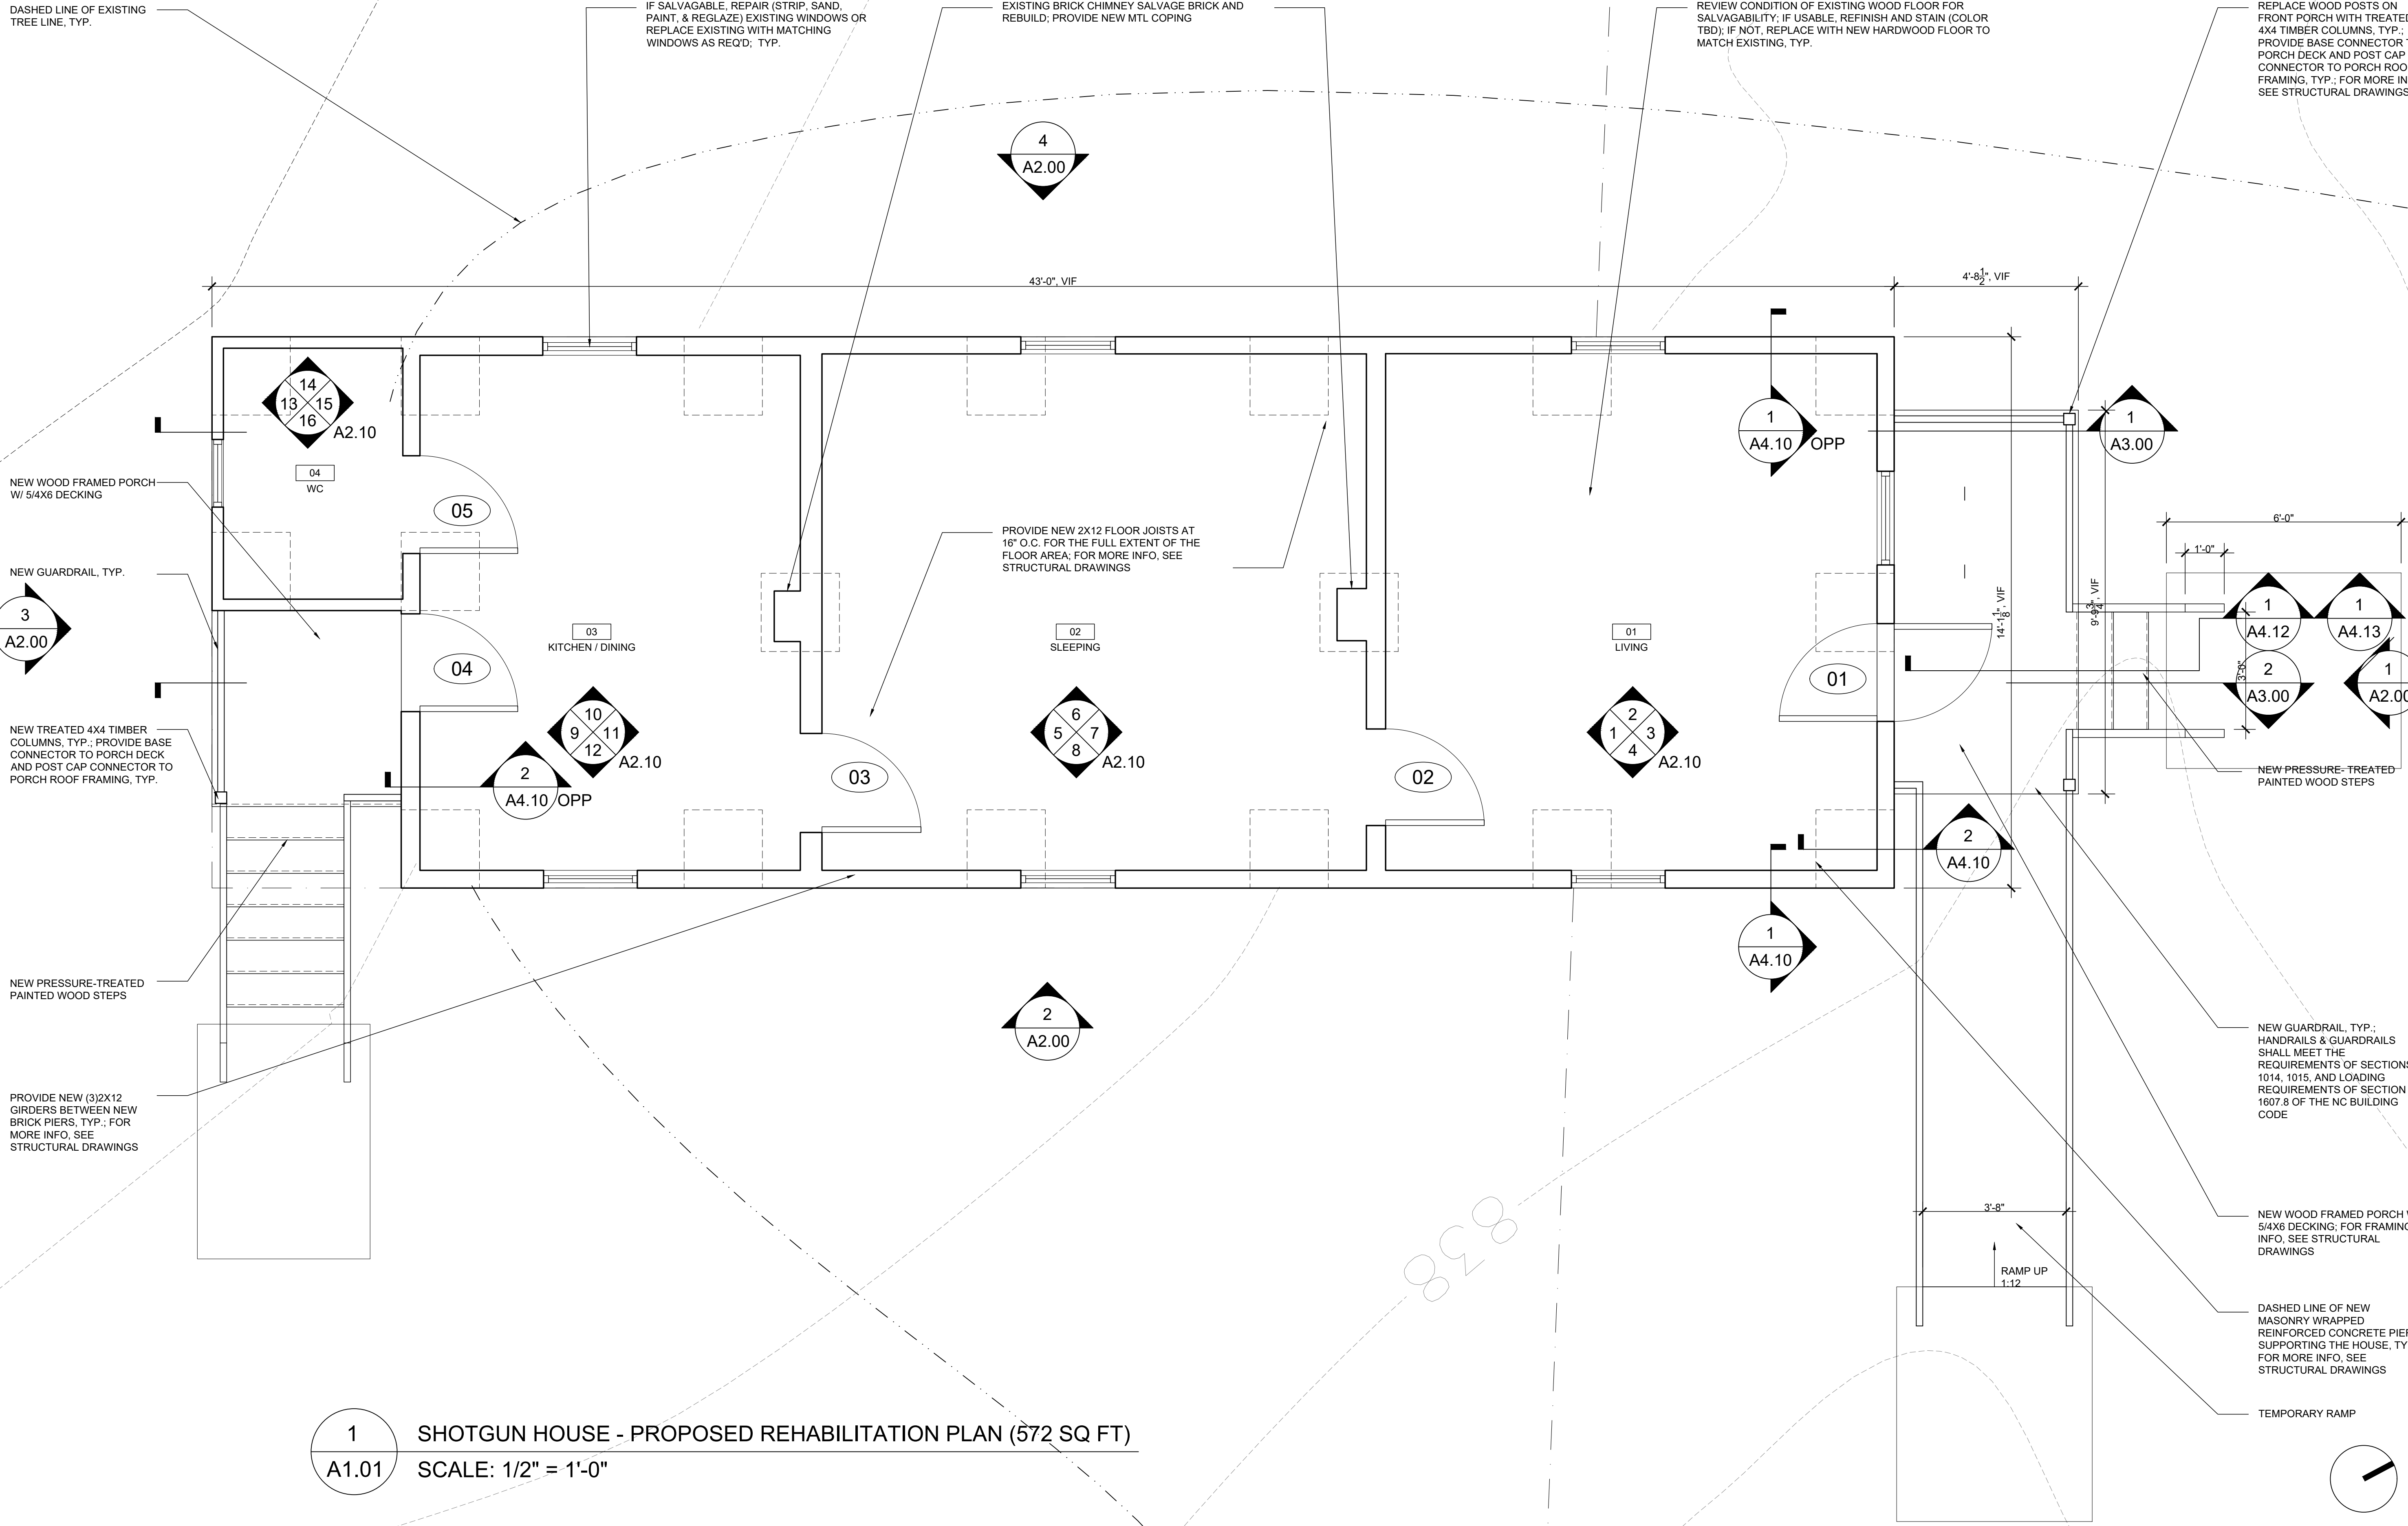 DASHED LINE OF EXISTING
TREE LINE, TYP.
IF SALVAGABLE, REPAIR (STRIP, SAND,
PAINT, & REGLAZE) EXISTING WINDOWS OR
REPLACE EXISTING WITH MATCHING
WINDOWS AS REQ'D; TYP.
EXISTING BRICK CHIMNEY SALVAGE BRICK AND
REBUILD; PROVIDE NEW MTL COPING
REVIEW CONDITION OF EXISTING WOOD FLOOR FOR
SALVAGABILITY; IF USABLE, REFINISH AND STAIN (COLOR
TBD); IF NOT, REPLACE WITH NEW HARDWOOD FLOOR TO
MATCH EXISTING, TYP.
REPLACE WOOD POSTS ON
FRONT PORCH WITH TREATED
4X4 TIMBER COLUMNS, TYP.;
PROVIDE BASE CONNECTOR
PORCH DECK AND POST CAP
CONNECTOR TO PORCH
FRAMING, TYP.; FOR MORE
SEE STRUCTURAL DRAWINGS
4
A2.00
43'-0", VIF
4'-8 1/2", VIF
14
13 15
16
A2.10
04
WC
NEW WOOD FRAMED PORCH
W/ 5/4X6 DECKING
05
1
A4.10 OPP
1
A3.00
PROVIDE NEW 2X12 FLOOR JOISTS AT
16" O.C. FOR THE FULL EXTENT OF THE
FLOOR AREA; FOR MORE INFO, SEE
STRUCTURAL DRAWINGS
6'-0"
1'-0"
14'-1 1/8", VIF
9'-9 3/4", VIF
NEW GUARDRAIL, TYP.
3
A2.00
03
KITCHEN / DINING
02
SLEEPING
01
LIVING
1
A4.12
1
A4.13
04
01
3'-0"
2
A3.00
1
A2.00
NEW TREATED 4X4 TIMBER
COLUMNS, TYP.; PROVIDE BASE
CONNECTOR TO PORCH DECK
AND POST CAP CONNECTOR TO
PORCH ROOF FRAMING, TYP.
10
9 11
12
A2.10
6
5 7
8
A2.10
2
1 3
4
A2.10
2
A4.10 OPP
03
02
NEW PRESSURE- TREATED
PAINTED WOOD STEPS
2
A4.10
1
A4.10
NEW PRESSURE-TREATED
PAINTED WOOD STEPS
2
A2.00
NEW GUARDRAIL, TYP.;
HANDRAILS & GUARDRAILS
SHALL MEET THE
REQUIREMENTS OF SECTIONS
1014, 1015, AND LOADING
REQUIREMENTS OF SECTION
1607.8 OF THE NC BUILDING
CODE
PROVIDE NEW (3)2X12
GIRDERS BETWEEN NEW
BRICK PIERS, TYP.; FOR
MORE INFO, SEE
STRUCTURAL DRAWINGS
838
3'-8"
NEW WOOD FRAMED PORCH
5/4X6 DECKING; FOR FRAMING
INFO, SEE STRUCTURAL
DRAWINGS
RAMP UP
1:12
DASHED LINE OF NEW
MASONRY WRAPPED
REINFORCED CONCRETE
SUPPORTING THE HOUSE,
FOR MORE INFO, SEE
STRUCTURAL DRAWINGS
TEMPORARY RAMP
1
A1.01
SHOTGUN HOUSE - PROPOSED REHABILITATION PLAN (572 SQ FT)
SCALE: 1/2" = 1'-0"